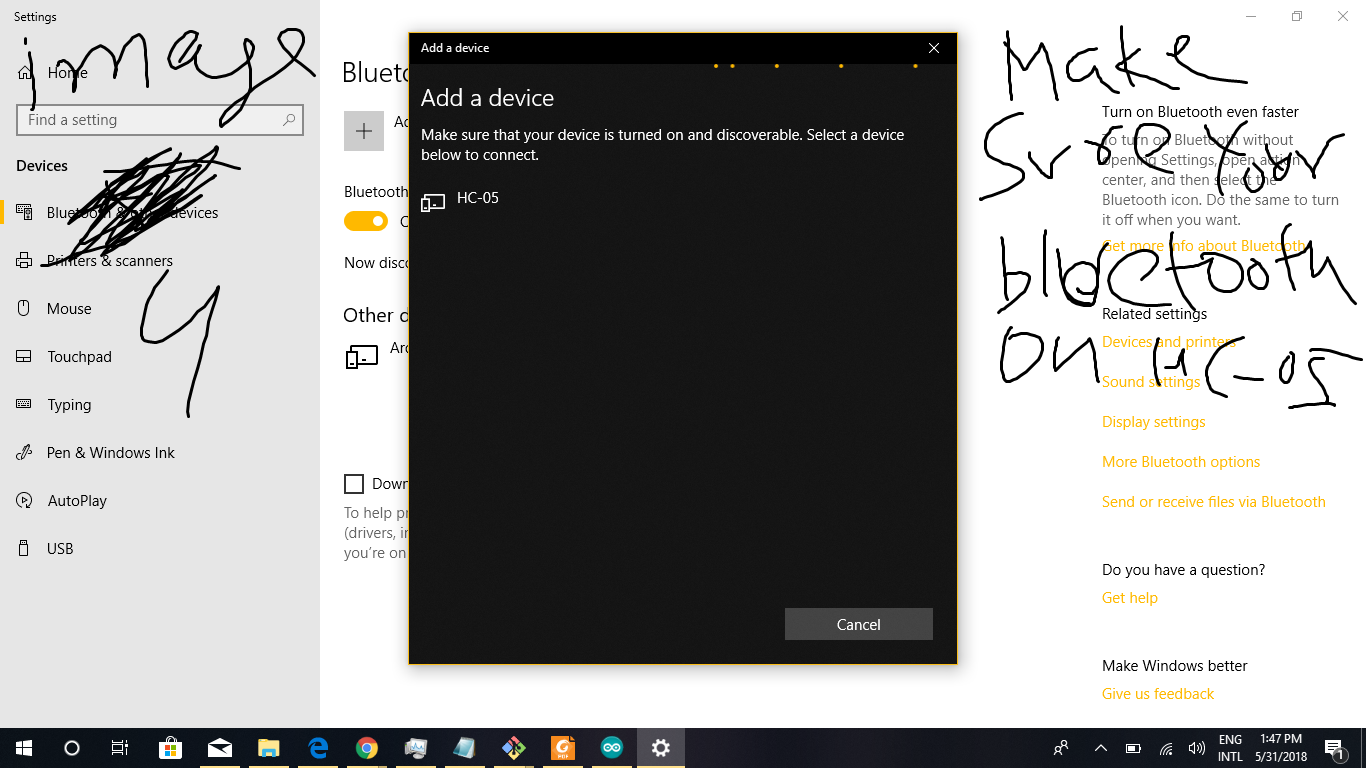 Settings
image
Home
Find a setting
Devices
Bluetooth & other devices
Printers & scanners
4
Mouse
Touchpad
Typing
Pen & Windows Ink
AutoPlay
USB
Bluet
Bluetooth
Now disc
Other d
Down
To help pr
(drivers, in
you're on
Add a device
Add a device
Make sure that your device is turned on and discoverable. Select a device
below to connect.
HC-05
Cancel
Make
Sure Your
bluetooth
ON HC-05
Turn on Bluetooth even faster
To turn on Bluetooth without
opening Settings, open action
center, and then select the
Bluetooth icon. Do the same to turn
it off when you want.
Get more info about Bluetooth
Related settings
Devices and printers
Sound settings
Display settings
More Bluetooth options
Send or receive files via Bluetooth
Do you have a question?
Get help
Make Windows better
Give us feedback
PDF
ENG
INTL
1:47 PM
5/31/2018
1